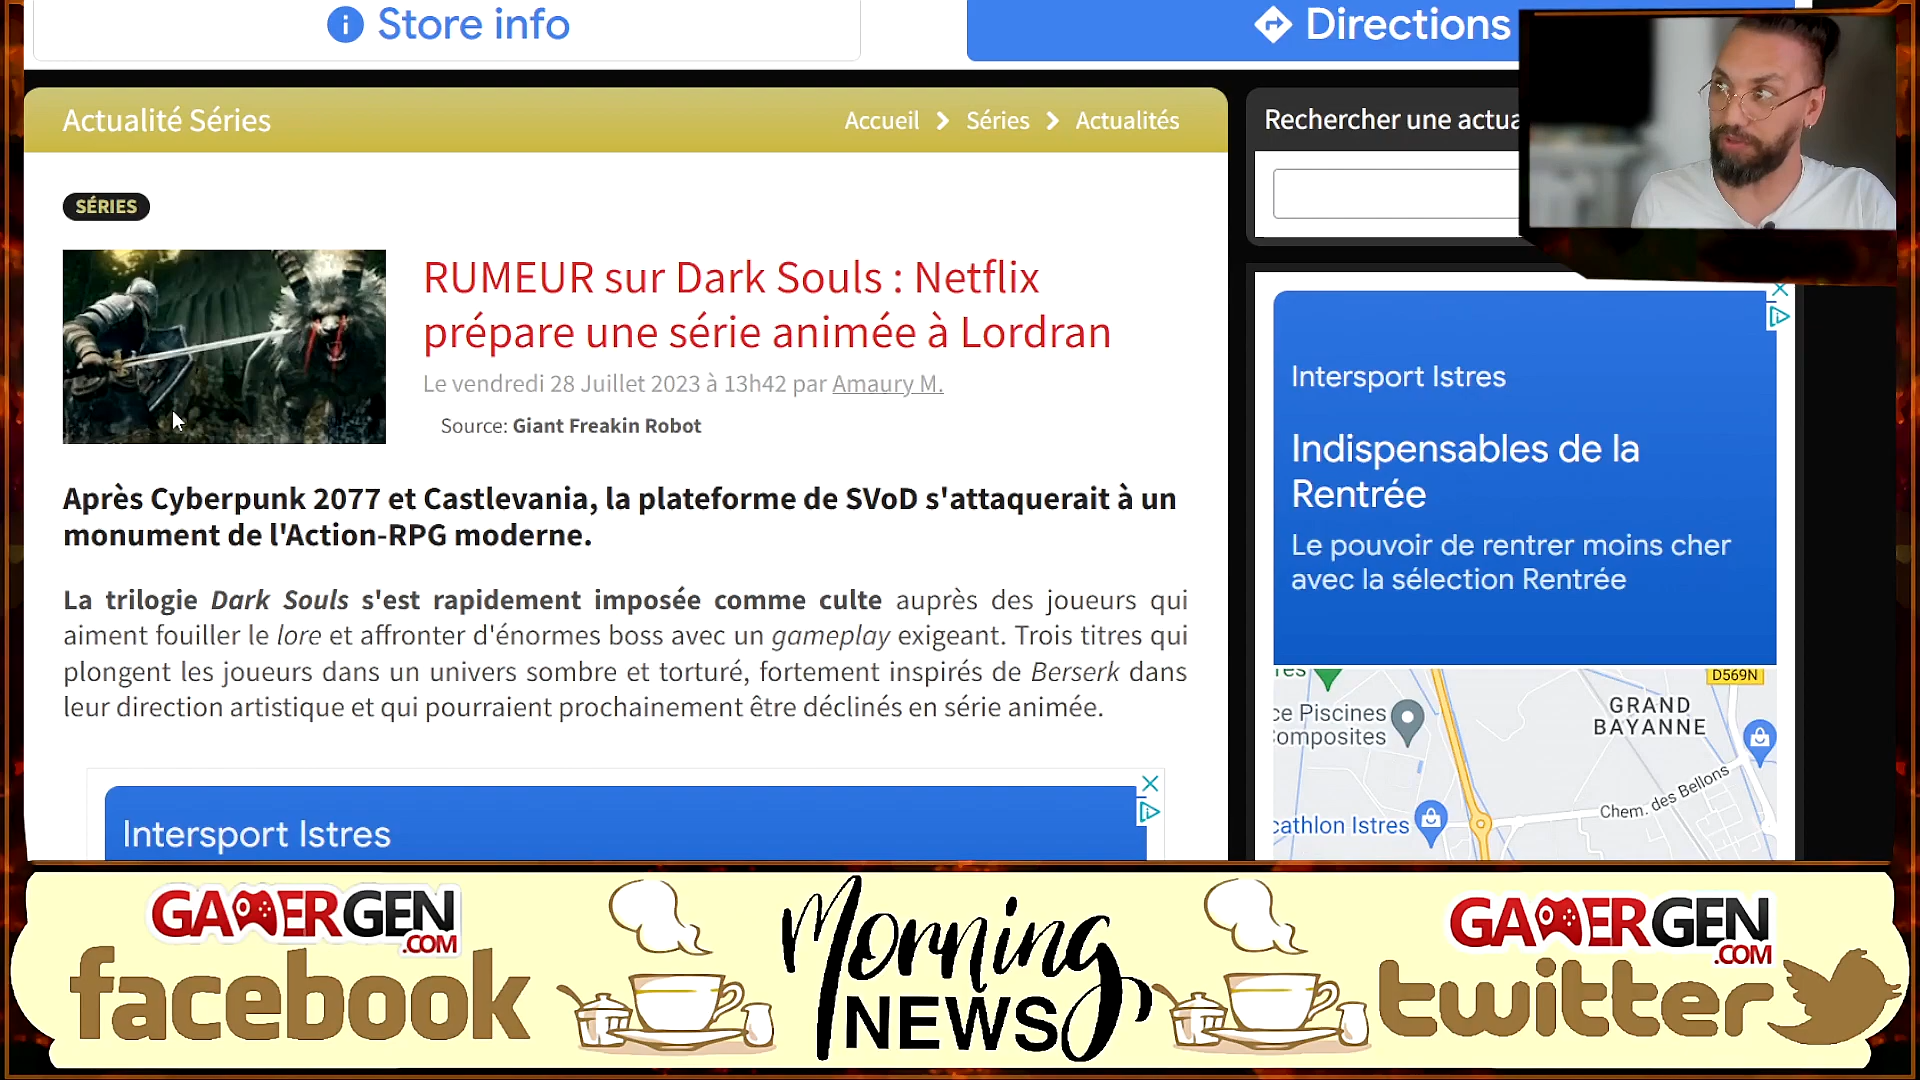 Store info
Directions
Actualité Séries
Accueil
Séries
Actualités
Rechercher une actua
SÉRIES
RUMEUR sur Dark Souls : Netflix
prépare une série animée à Lordran
Le vendredi 28 Juillet 2023 à 13h42 par Amaury M.
Source: Giant Freakin Robot
Après Cyberpunk 2077 et Castlevania, la plateforme de SVoD s'attaquerait à un
monument de l'Action-RPG moderne.
La trilogie Dark Souls s'est rapidement imposée comme culte auprès des joueurs qui
aiment fouiller le lore et affronter d'énormes boss avec un gameplay exigeant. Trois titres qui
plongent les joueurs dans un univers sombre et torturé, fortement inspirés de Berserk dans
leur direction artistique et qui pourraient prochainement être déclinés en série animée.
Intersport Istres
Intersport Istres
Indispensables de la
Rentrée
Le pouvoir de rentrer moins cher
avec la sélection Rentrée
D569N
GRAND
BAYANNE
ce Piscines
omposites
Chem. des Bellons
cathlon Istres
GAMERGEN
.COM
facebook
Morning
NEWS
GAMERGEN
.COM
twitter